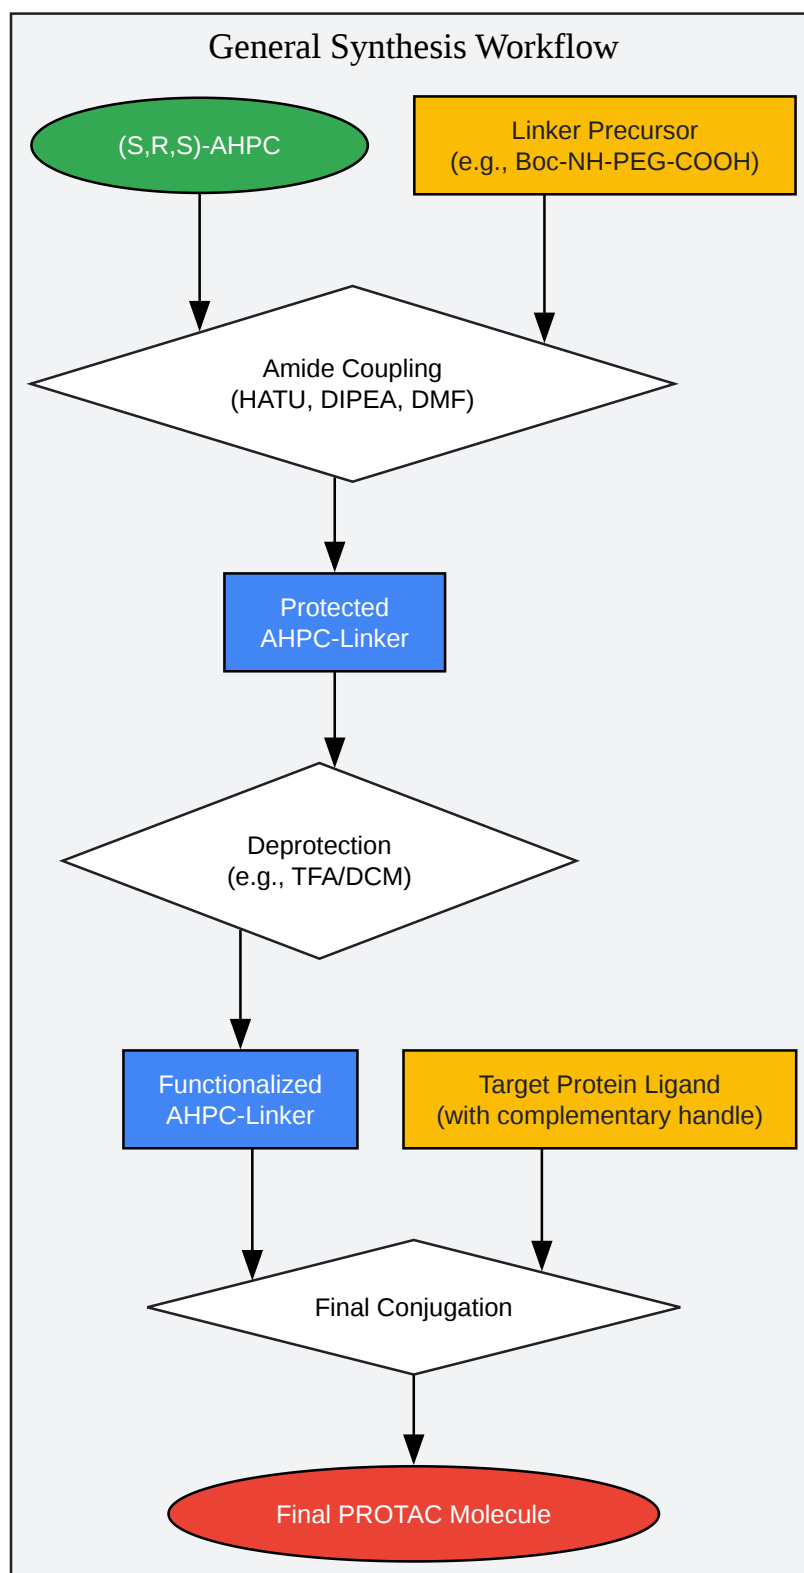 General Synthesis Workflow
(S,R,S)-AHPC
Linker Precursor
(e.g., Boc-NH-PEG-COOH)
Amide Coupling
(HATU, DIPEA, DMF)
Protected
AHPC-Linker
Deprotection
(e.g., TFA/DCM)
Functionalized
AHPC-Linker
Target Protein Ligand
(with complementary handle)
Final Conjugation
Final PROTAC Molecule